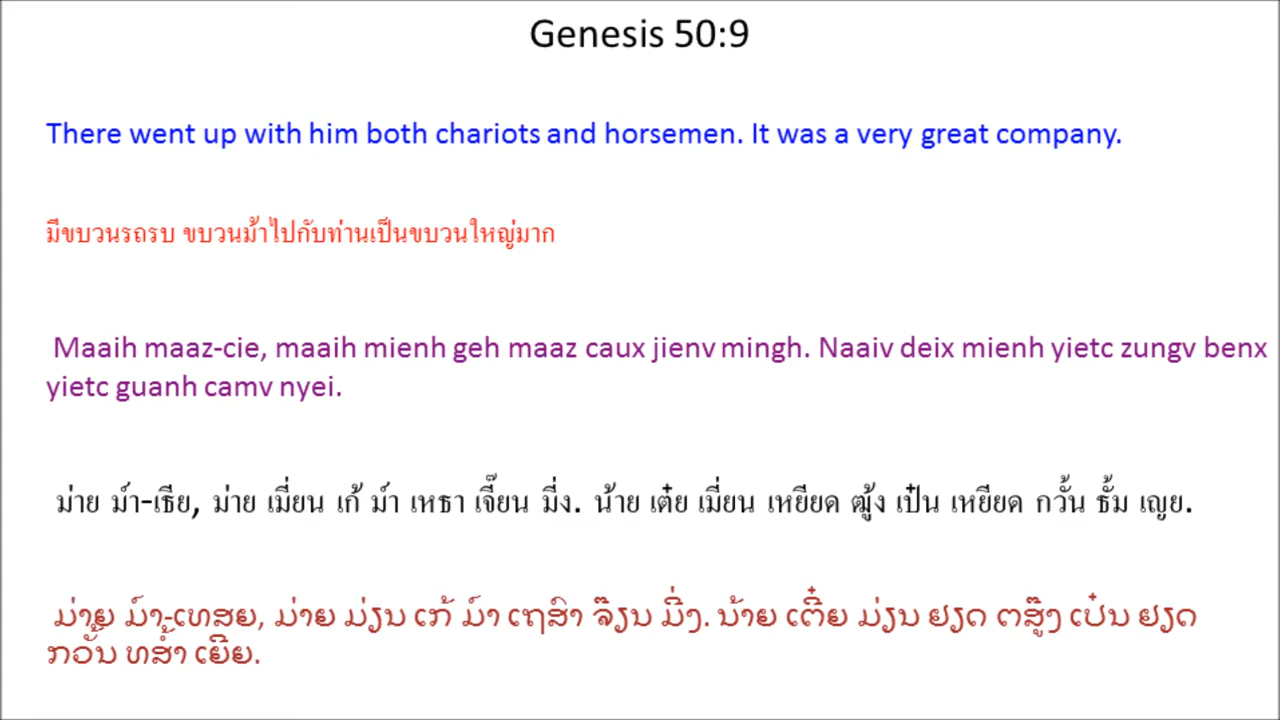 Genesis 50:9
There went up with him both chariots and horsemen. It was a very great company.
มีขบวนรถรบ ขบวนม้าไปกับท่านเป็นขบวนใหญ่มาก
Maaih maaz-cie, maaih mienh geh maaz caux jienv mingh. Naaiv deix mienh yietc zungv benx
yietc guanh camv nyei.
ม่าย ม์า-เธีย, ม่าย เมี่ยน เก้ ม์า เหธา เจี๊ยน มี่ง. น้าย เต๋ย เมี่ยน เหยียด ฒู้ง เป๋น เหยียด กวั้น ธั้ม เญย.
ມ່າຍ ມ໌າ-ເທສຍ, ມ່າຍ ມ່ຽນ ເກ້ ມ໌າ ເຖສົາ ຈ໊ຽນ ມີ່ງ. ນ້າຍ ເຕີ໋ຍ ມ່ຽນ ຢຽດ ຕສູ໊ງ ເປ໋ນ ຢຽດ
ກວັ້ນ ທສ້ຳ ເຍີຍ.